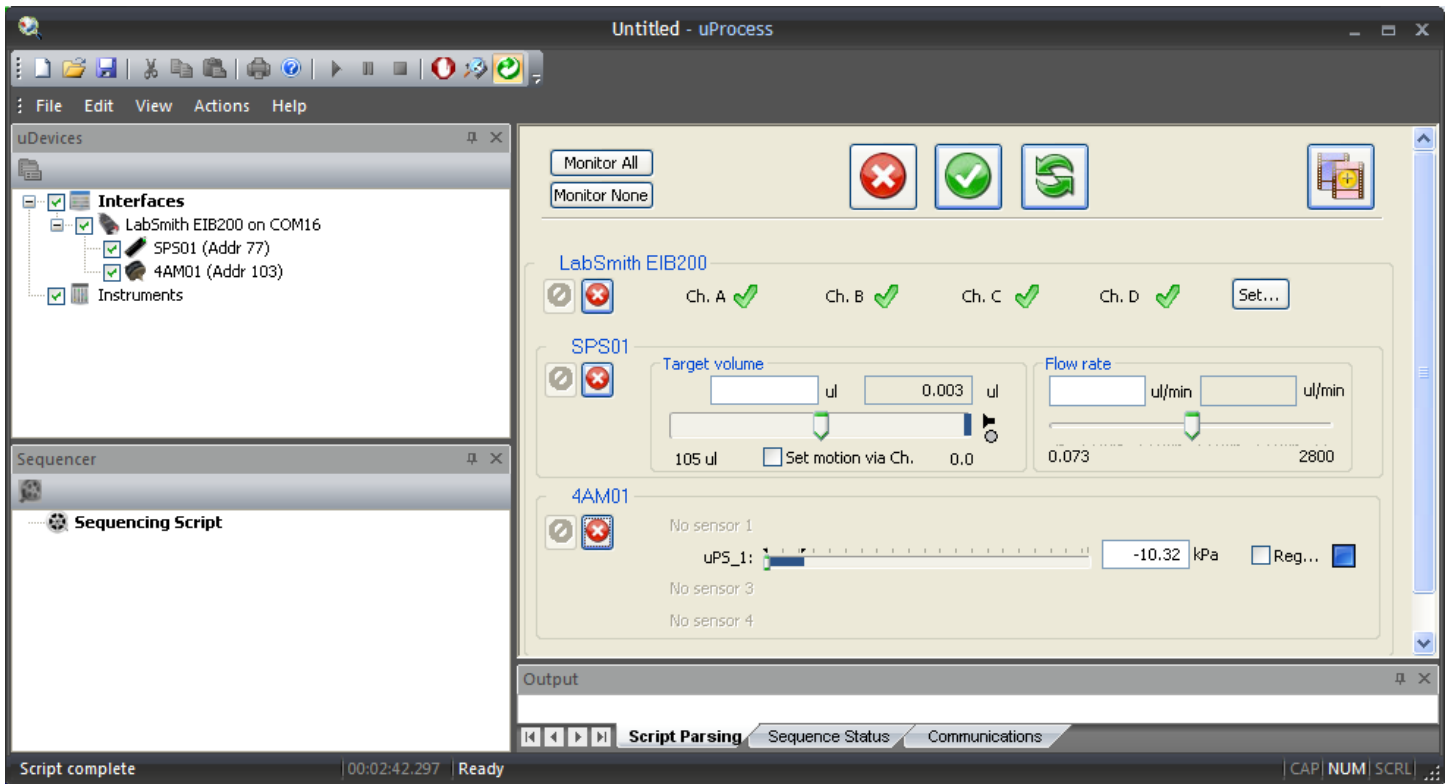 Untitled - uProcess
File Edit View Actions Help
uDevices
Interfaces
LabSmith EIB200 on COM16
SPS01 (Addr 77)
4AM01 (Addr 103)
Instruments
Sequencer
Sequencing Script
Monitor All
Monitor None
LabSmith EIB200
Ch. A Ch. B Ch. C Ch. D Set...
SPS01
Target volume
ul 0.003 ul
105 ul Set motion via Ch. 0.0
Flow rate
ul/min ul/min
0.073 2800
4AM01
No sensor 1
uPS_1: -10.32 kPa Reg...
No sensor 3
No sensor 4
Output
Script Parsing Sequence Status Communications
Script complete 00:02:42.297 Ready CAP NUM SCRL